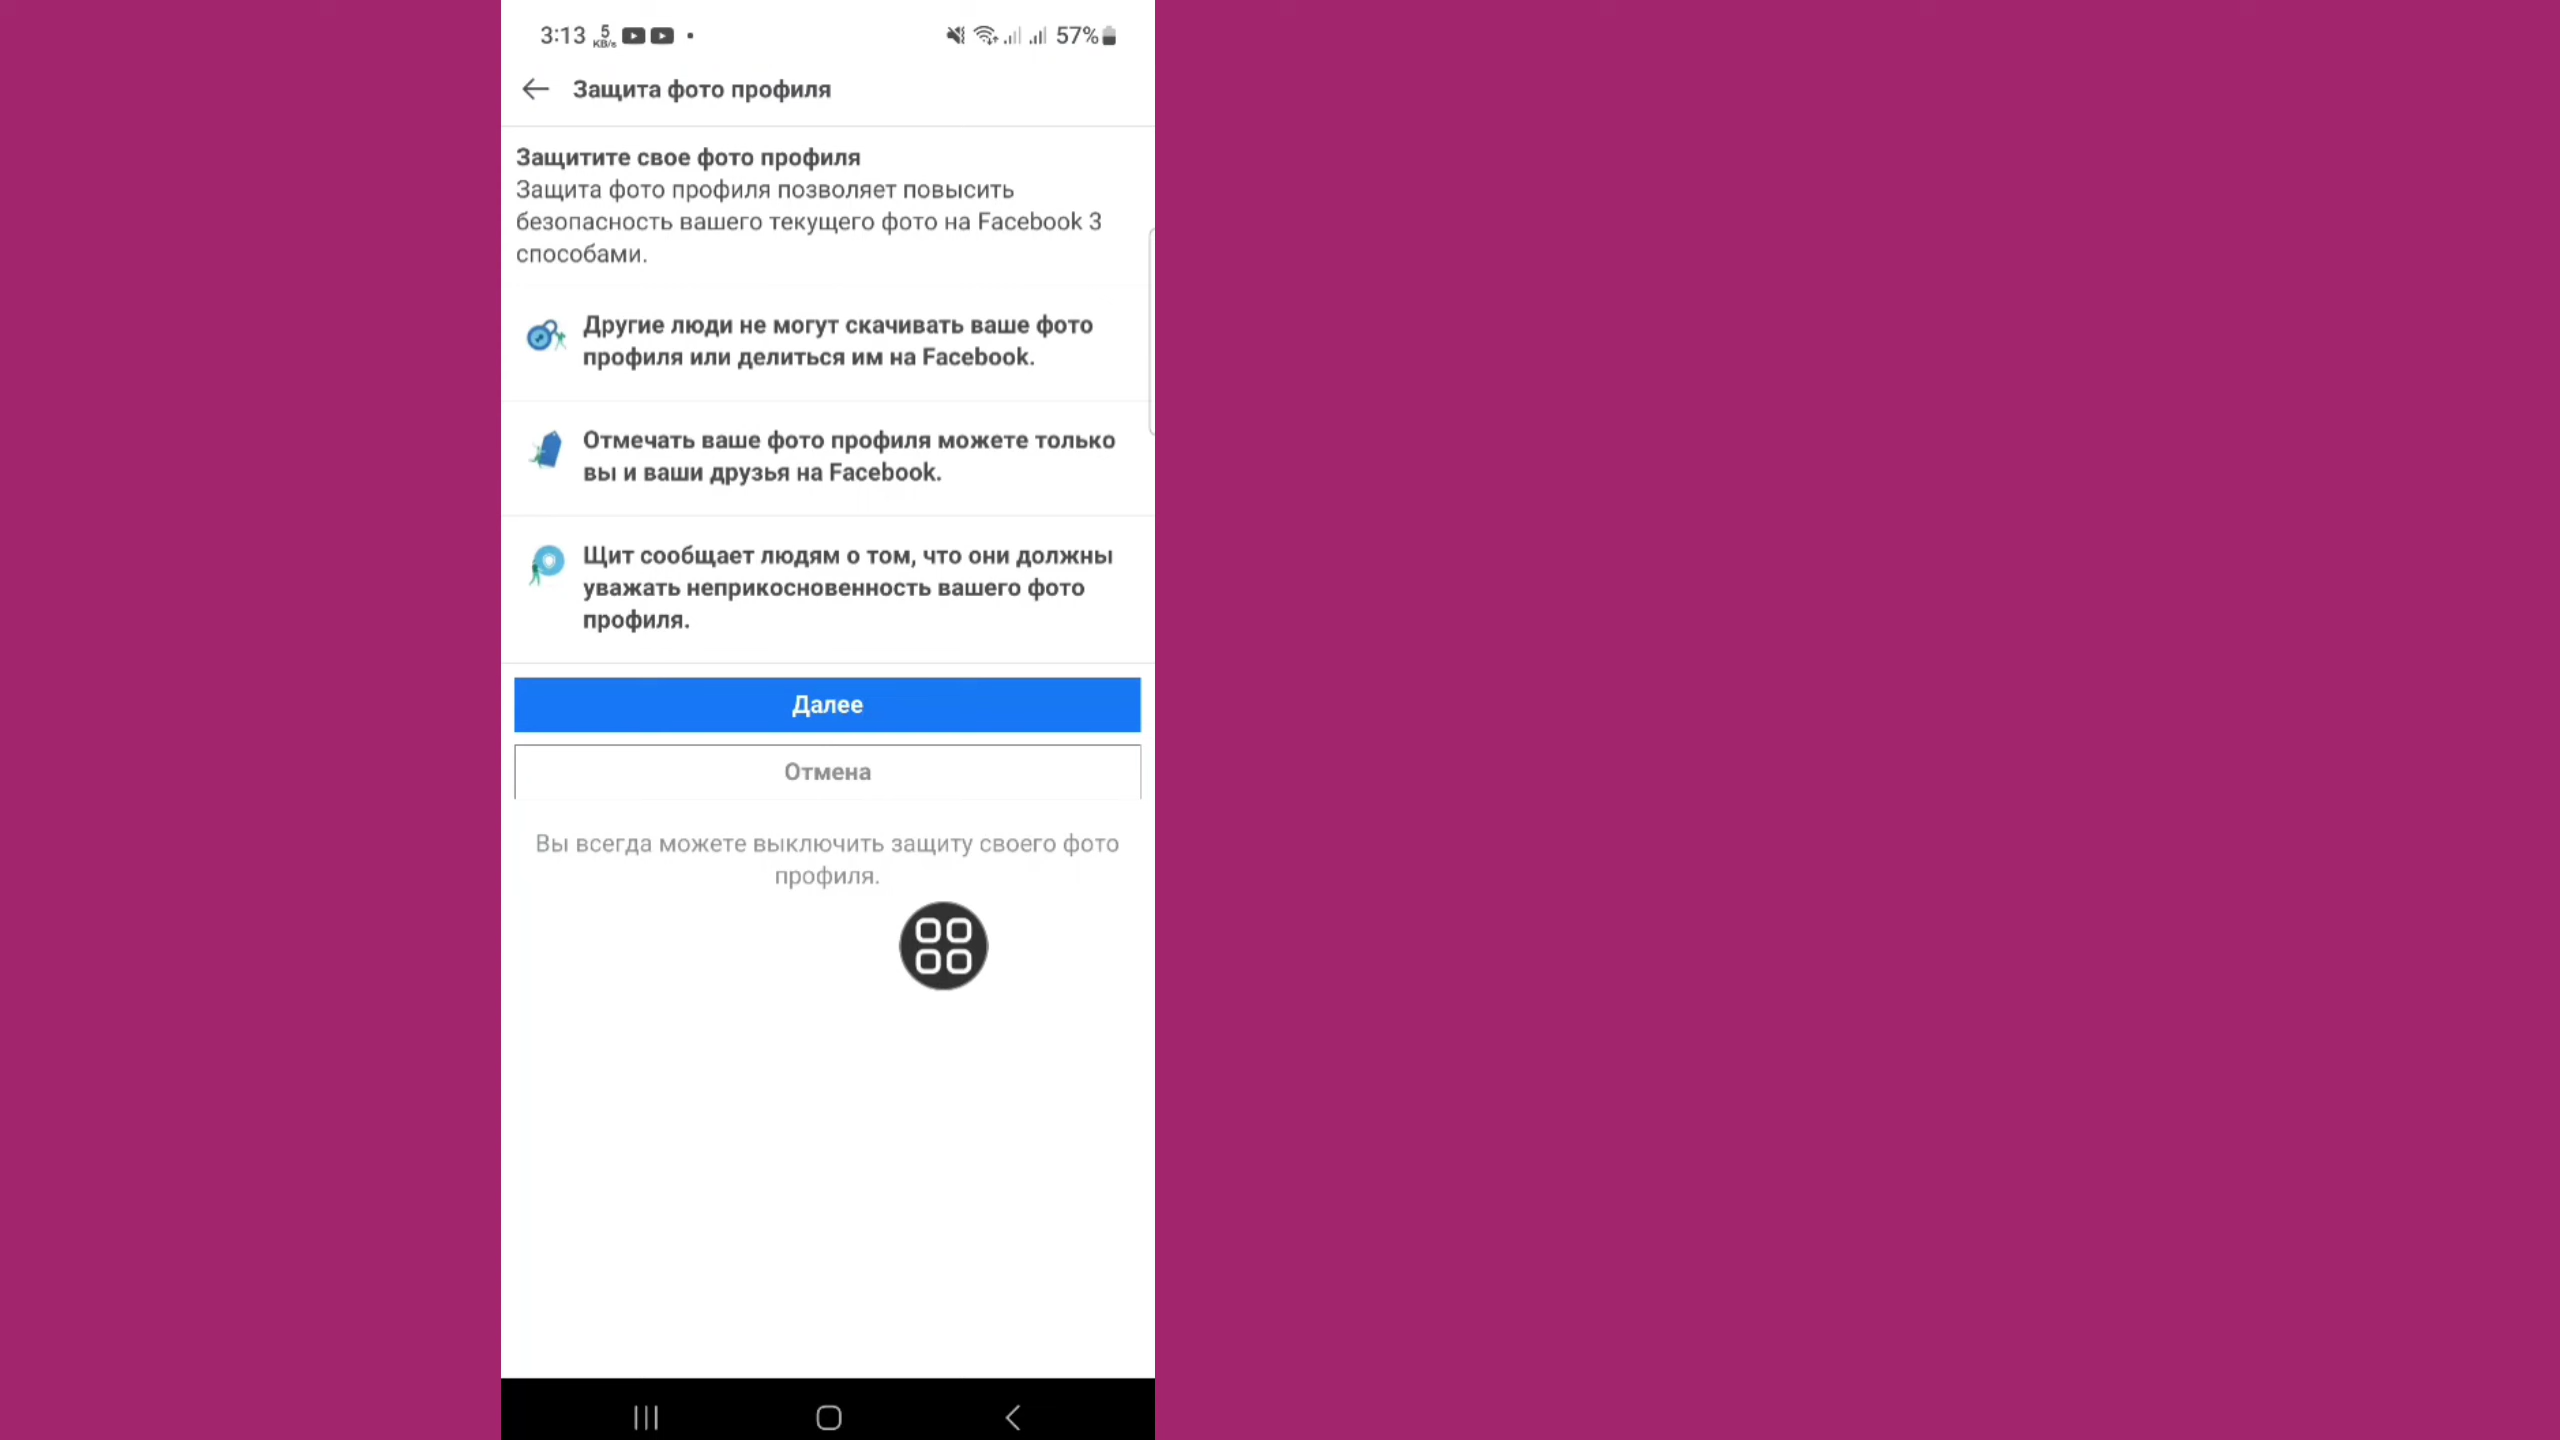 3:13 5 KB/s 57%
Защита фото профиля
Защитите свое фото профиля
Защита фото профиля позволяет повысить
безопасность вашего текущего фото на Facebook 3
способами.
Другие люди не могут скачивать ваше фото
профиля или делиться им на Facebook.
Отмечать ваше фото профиля можете только
вы и ваши друзья на Facebook.
Щит сообщает людям о том, что они должны
уважать неприкосновенность вашего фото
профиля.
Далее
Отмена
Вы всегда можете выключить защиту своего фото
профиля.